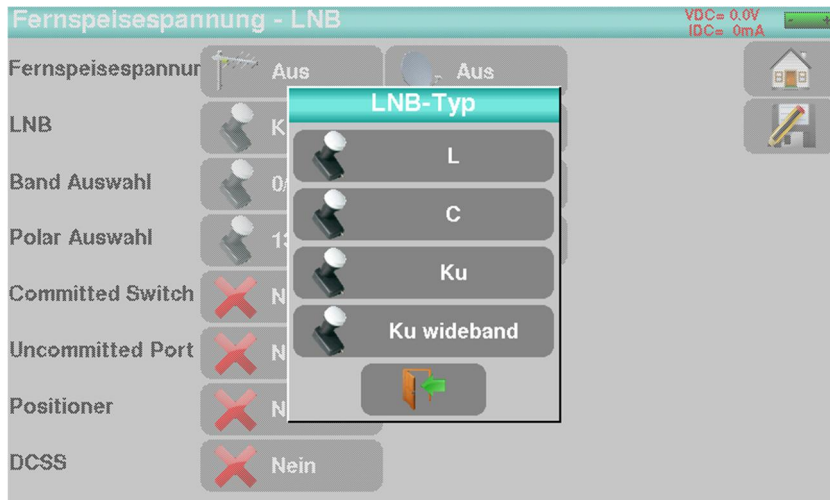 Fernspeisespannung - LNB
VDC= 0.0V
IDC= 0mA
Fernspeisespannur Aus Aus
LNB K
LNB-Typ
L
C
Ku
Ku wideband
Band Auswahl 0/
Polar Auswahl
Committed Switch N
Uncommitted Port N
Positioner N
DCSS Nein